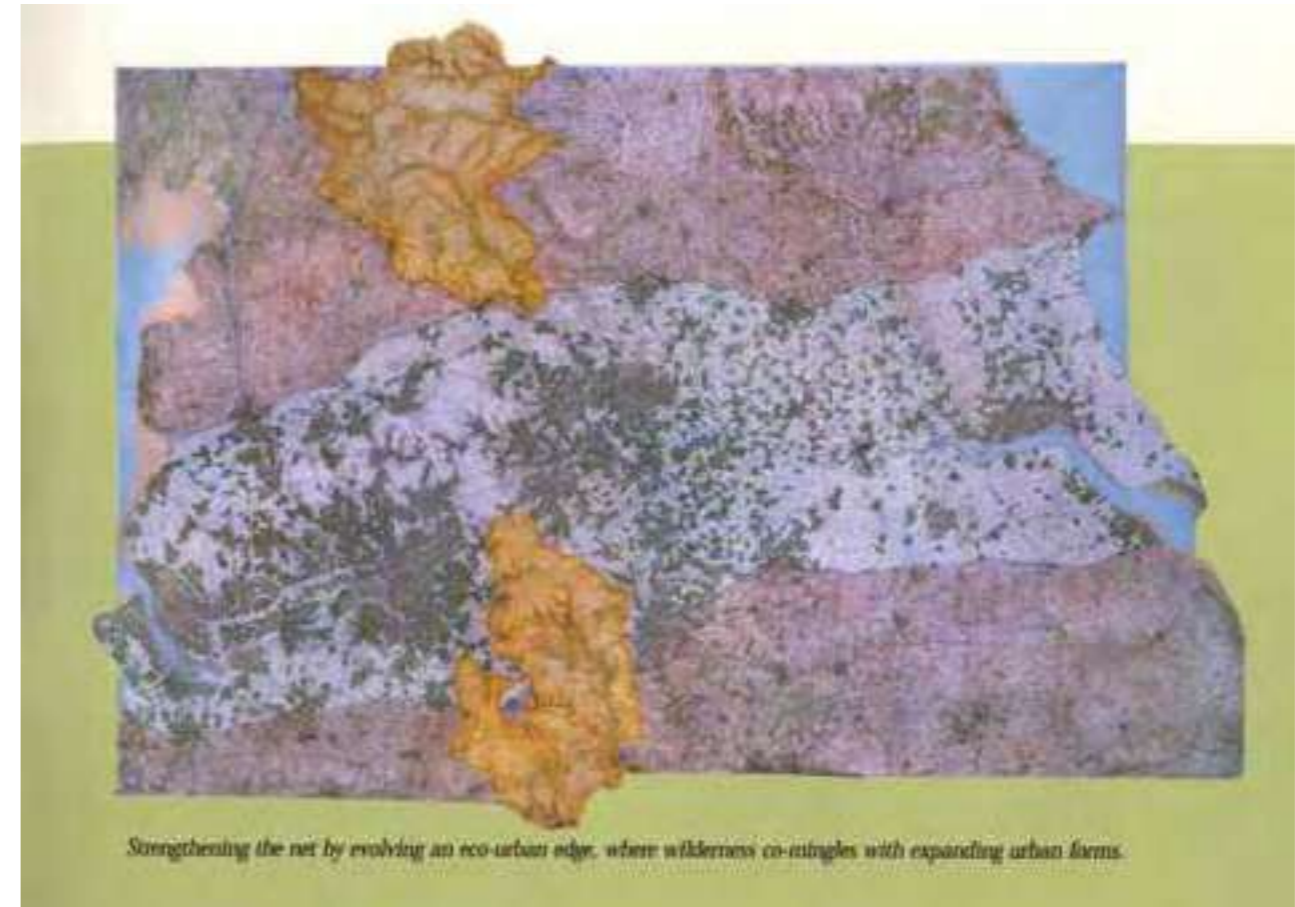 Strengthening the net by evolving an eco-urban edge, where wilderness co-mingles with expanding urban forms.